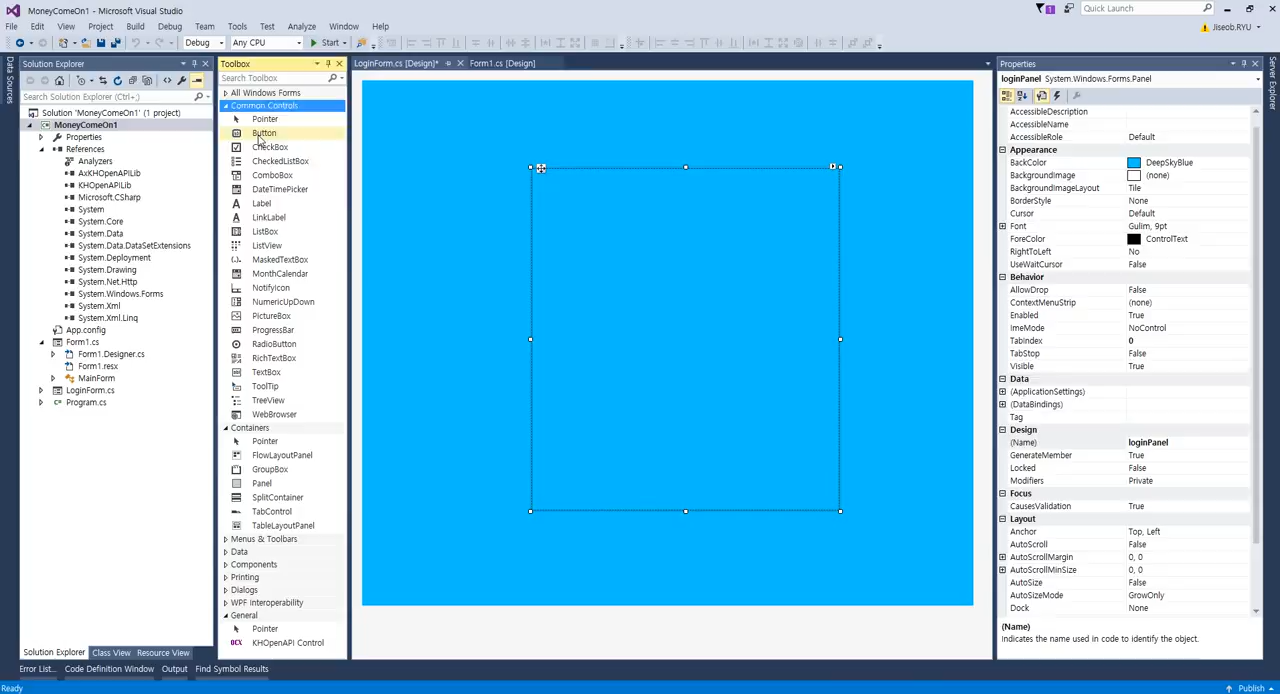 MoneyComeOn1 - Microsoft Visual Studio
1
Quick Launch
File Edit View Project Build Debug Team Tools Test Analyze Window Help
Jiseob.RYU
Debug Any CPU Start
Data Sources
Solution Explorer
Search Solution Explorer (Ctrl+;)
Solution 'MoneyComeOn1' (1 project)
MoneyComeOn1
Properties
References
Analyzers
AxKHOpenAPILib
KHOpenAPILib
Microsoft.CSharp
System
System.Core
System.Data
System.Data.DataSetExtensions
System.Deployment
System.Drawing
System.Net.Http
System.Windows.Forms
System.Xml
System.Xml.Linq
App.config
Form1.cs
Form1.Designer.cs
Form1.resx
MainForm
LoginForm.cs
Program.cs
Solution Explorer Class View Resource View
Toolbox
Search Toolbox
All Windows Forms
Common Controls
Pointer
Button
CheckBox
CheckedListBox
ComboBox
DateTimePicker
Label
LinkLabel
ListBox
ListView
MaskedTextBox
MonthCalendar
NotifyIcon
NumericUpDown
PictureBox
ProgressBar
RadioButton
RichTextBox
TextBox
ToolTip
TreeView
WebBrowser
Containers
Pointer
FlowLayoutPanel
GroupBox
Panel
SplitContainer
TabControl
TableLayoutPanel
Menus & Toolbars
Data
Components
Printing
Dialogs
WPF Interoperability
General
Pointer
OCX KHOpenAPI Control
LoginForm.cs [Design]* Form1.cs [Design]
Properties
loginPanel System.Windows.Forms.Panel
AccessibleDescription
AccessibleName
AccessibleRole Default
Appearance
BackColor DeepSkyBlue
BackgroundImage (none)
BackgroundImageLayout Tile
BorderStyle None
Cursor Default
Font Gulim, 9pt
ForeColor ControlText
RightToLeft No
UseWaitCursor False
Behavior
AllowDrop False
ContextMenuStrip (none)
Enabled True
ImeMode NoControl
TabIndex 0
TabStop False
Visible True
Data
(ApplicationSettings)
(DataBindings)
Tag
Design
(Name) loginPanel
GenerateMember True
Locked False
Modifiers Private
Focus
CausesValidation True
Layout
Anchor Top, Left
AutoScroll False
AutoScrollMargin 0, 0
AutoScrollMinSize 0, 0
AutoSize False
AutoSizeMode GrowOnly
Dock None
(Name)
Indicates the name used in code to identify the object.
Server Explorer
Error List... Code Definition Window Output Find Symbol Results
Ready
Publish